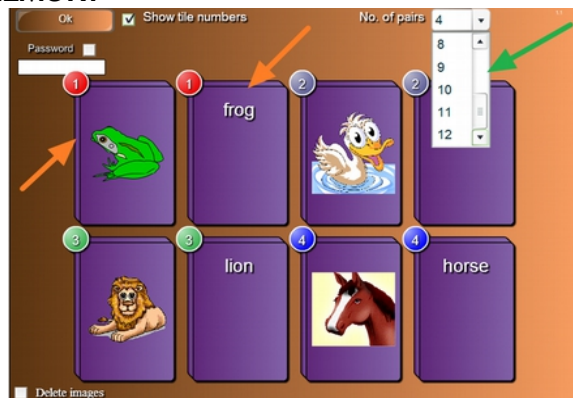 Ok
Show tile numbers
No. of pairs 4
Password
8
9
10
11
12
1
1
frog
2
2
3
3
lion
4
4
horse
Delete images